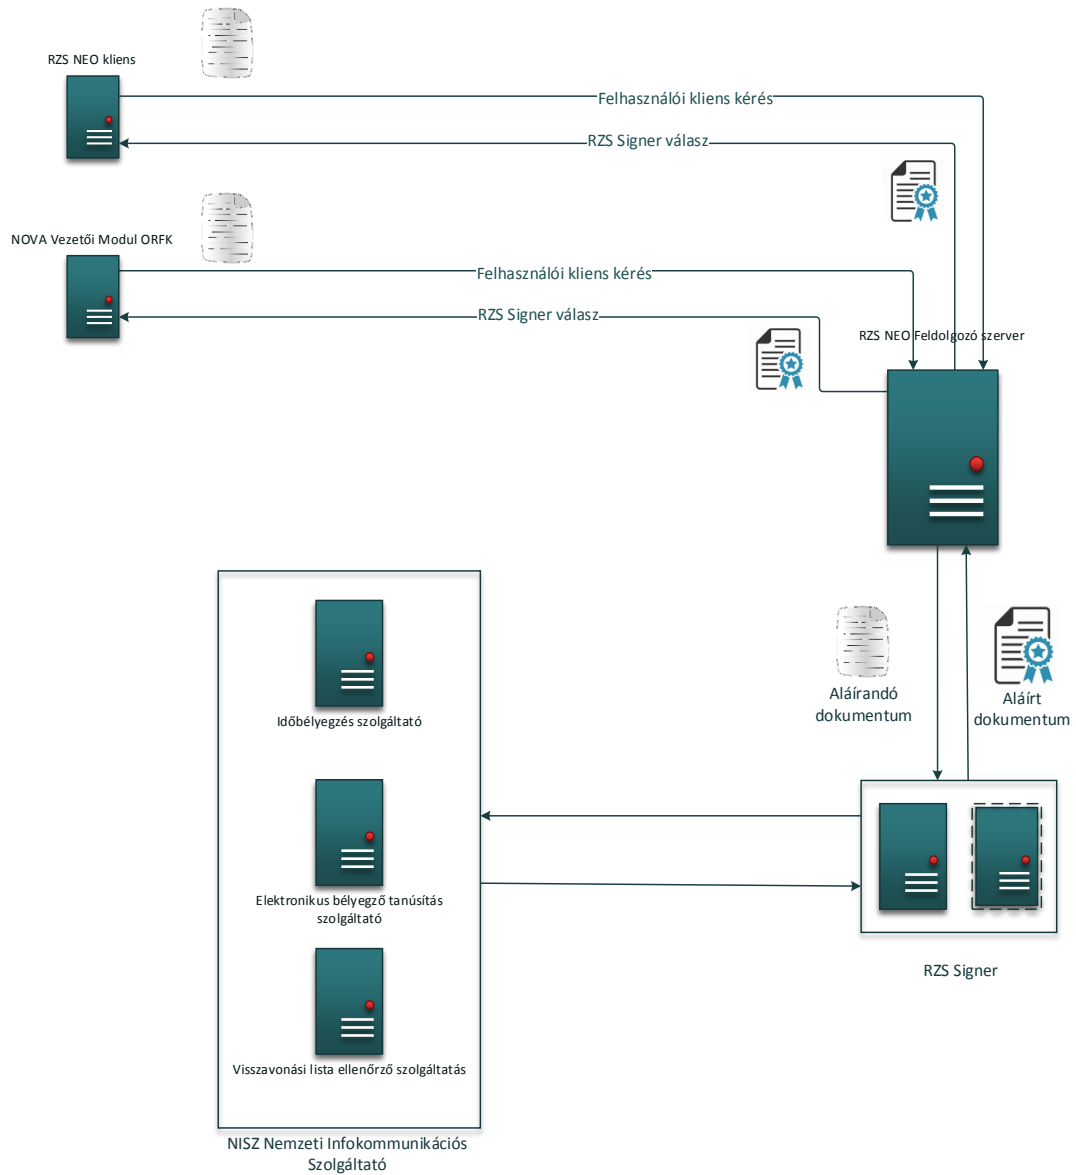 RZS NEO kliens
Felhasználói kliens kérés
RZS Signer válasz
NOVA Vezetői Modul ORFK
Felhasználói kliens kérés
RZS Signer válasz
RZS NEO Feldolgozó szerver
Aláírandó
dokumentum
Aláírt
dokumentum
Időbélyegzés szolgáltató
Elektronikus bélyegző tanúsítás
szolgáltató
Visszavonási lista ellenőrző szolgáltatás
RZS Signer
NISZ Nemzeti Infokommunikációs
Szolgáltató